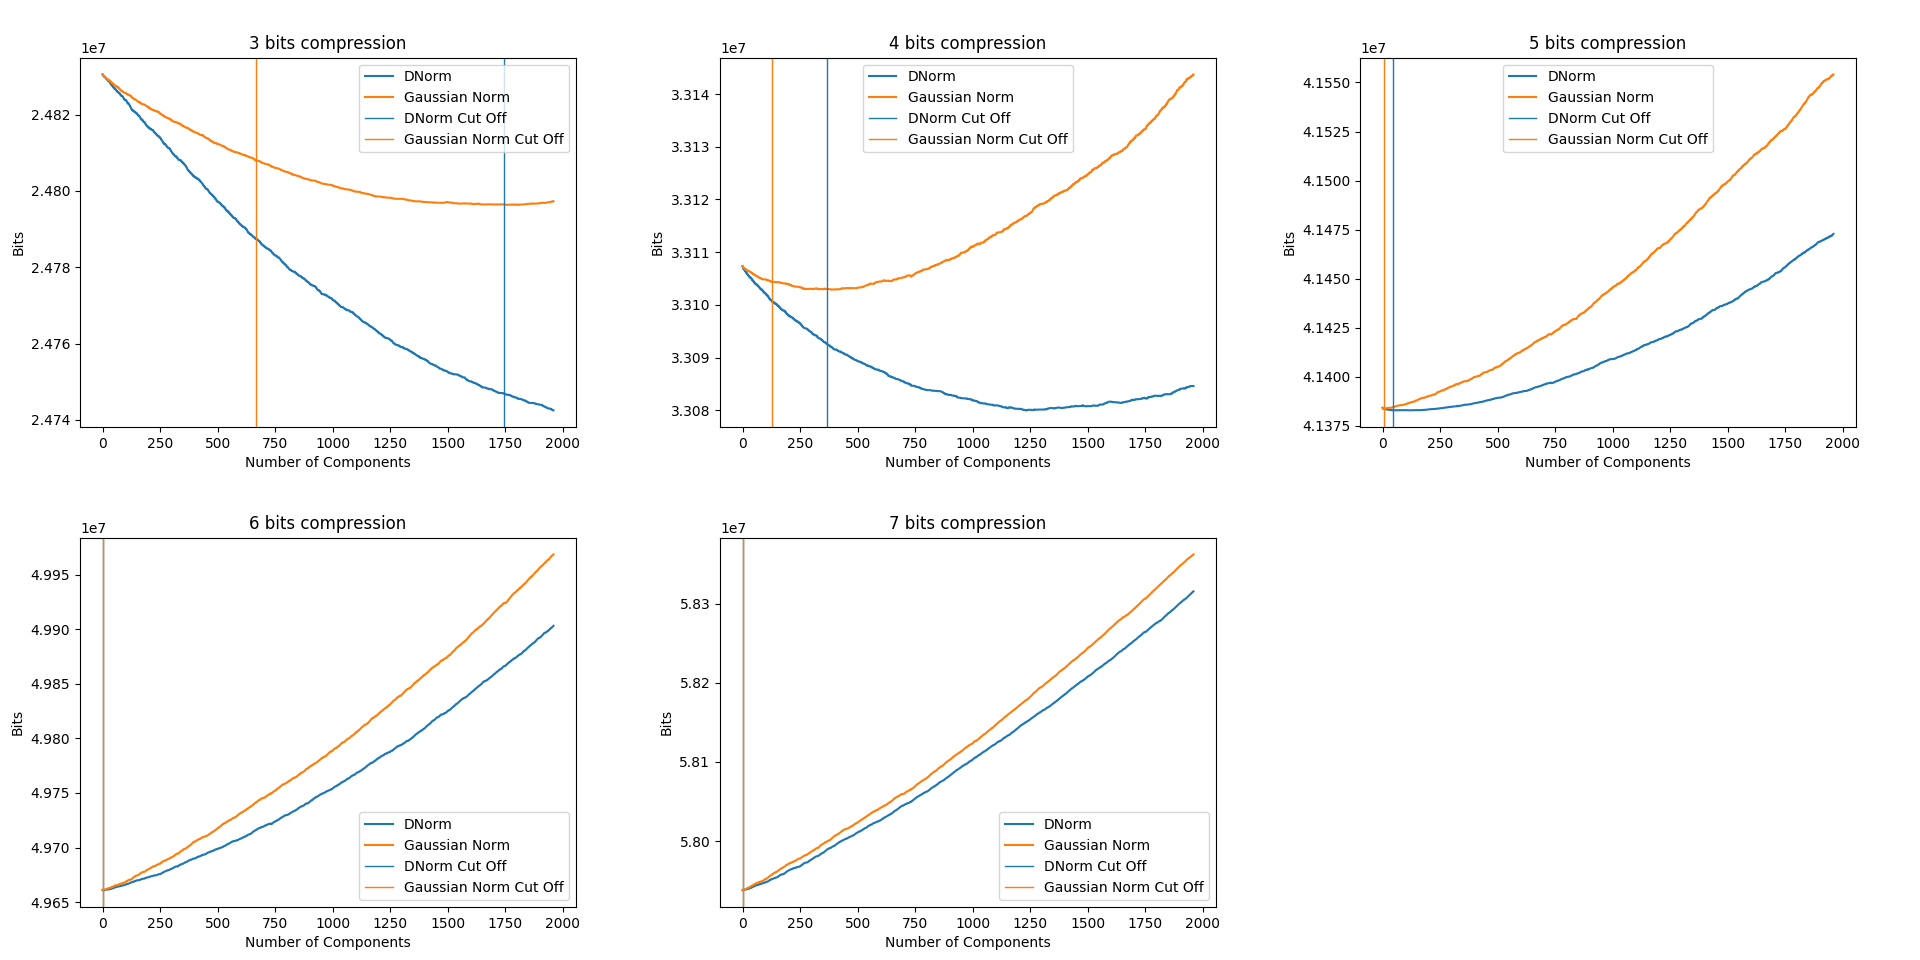 3 bits compression
1e7
2.482
2.480
2.478
2.476
2.474
Bits
DNorm
Gaussian Norm
DNorm Cut Off
Gaussian Norm Cut Off
0 250 500 750 1000 1250 1500 1750 2000
Number of Components
4 bits compression
1e7
3.314
3.313
3.312
3.311
3.310
3.309
3.308
Bits
DNorm
Gaussian Norm
DNorm Cut Off
Gaussian Norm Cut Off
0 250 500 750 1000 1250 1500 1750 2000
Number of Components
5 bits compression
1e7
4.1550
4.1525
4.1500
4.1475
4.1450
4.1425
4.1400
4.1375
Bits
DNorm
Gaussian Norm
DNorm Cut Off
Gaussian Norm Cut Off
0 250 500 750 1000 1250 1500 1750 2000
Number of Components
6 bits compression
1e7
4.995
4.990
4.985
4.980
4.975
4.970
4.965
Bits
DNorm
Gaussian Norm
DNorm Cut Off
Gaussian Norm Cut Off
0 250 500 750 1000 1250 1500 1750 2000
Number of Components
7 bits compression
1e7
5.83
5.82
5.81
5.80
Bits
DNorm
Gaussian Norm
DNorm Cut Off
Gaussian Norm Cut Off
0 250 500 750 1000 1250 1500 1750 2000
Number of Components